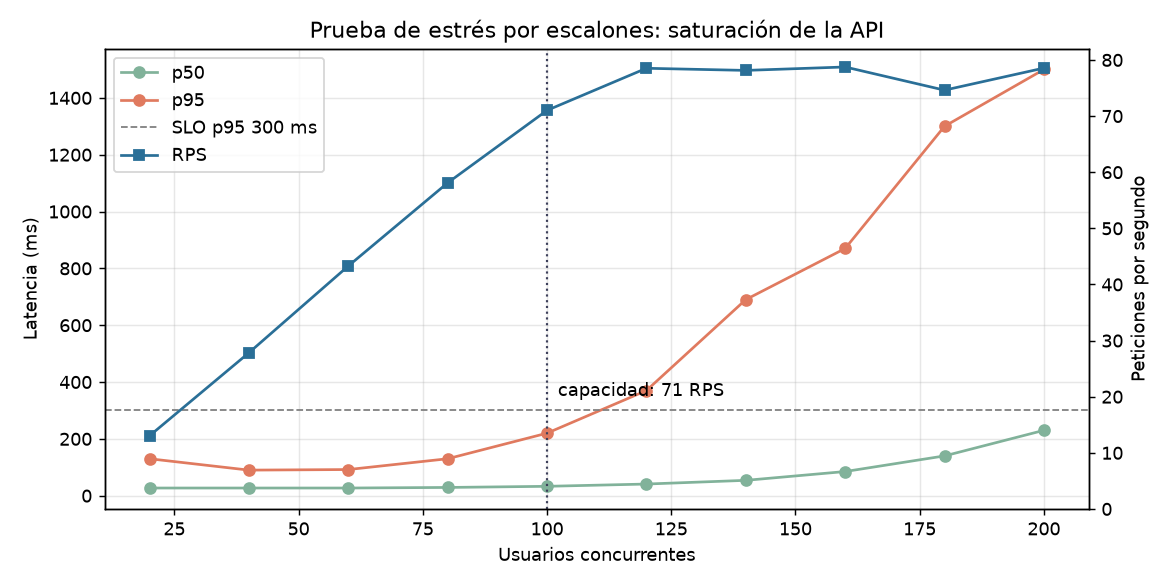 Prueba de estrés por escalones: saturación de la API
p50
p95
SLO p95 300 ms
RPS
Latencia (ms)
1400
1200
1000
800
600
400
200
0
80
70
60
50
40
30
20
10
0
Peticiones por segundo
capacidad: 71 RPS
25
50
75
100
125
150
175
200
Usuarios concurrentes